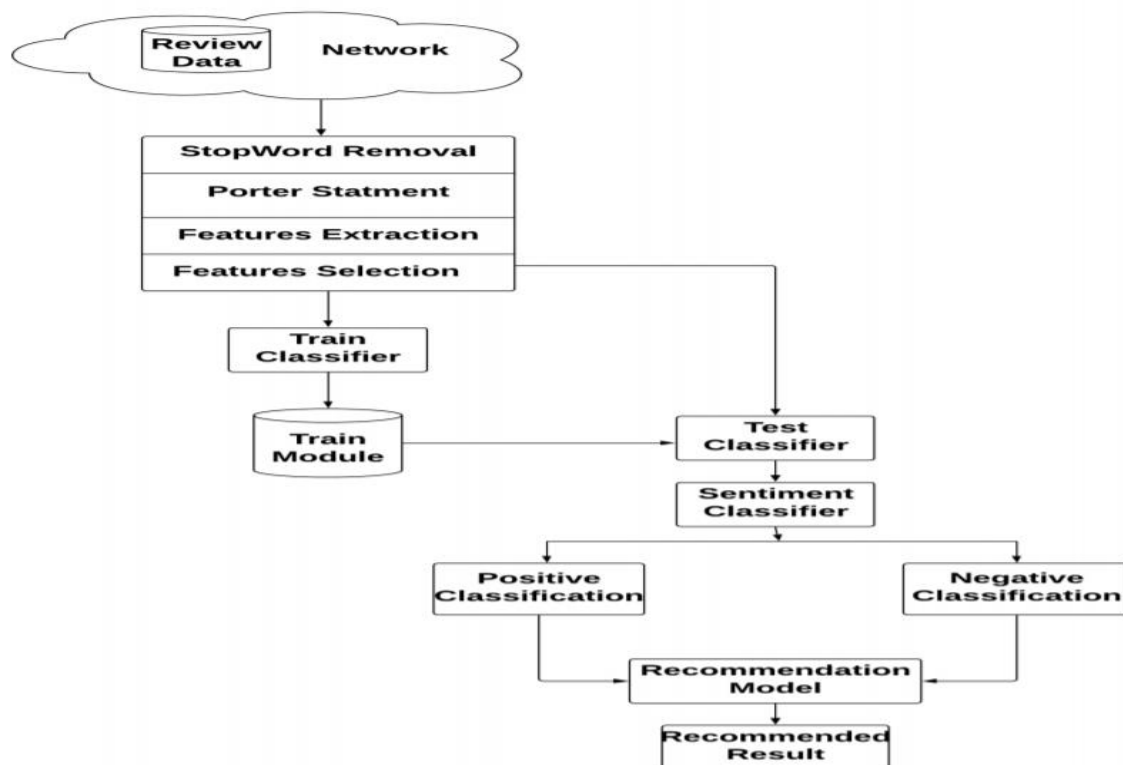 Review
Data
Network
StopWord Removal
Porter Statment
Features Extraction
Features Selection
Train
Classifier
Train
Module
Test
Classifier
Sentiment
Classifier
Positive
Classification
Negative
Classification
Recommendation
Model
Recommended
Result